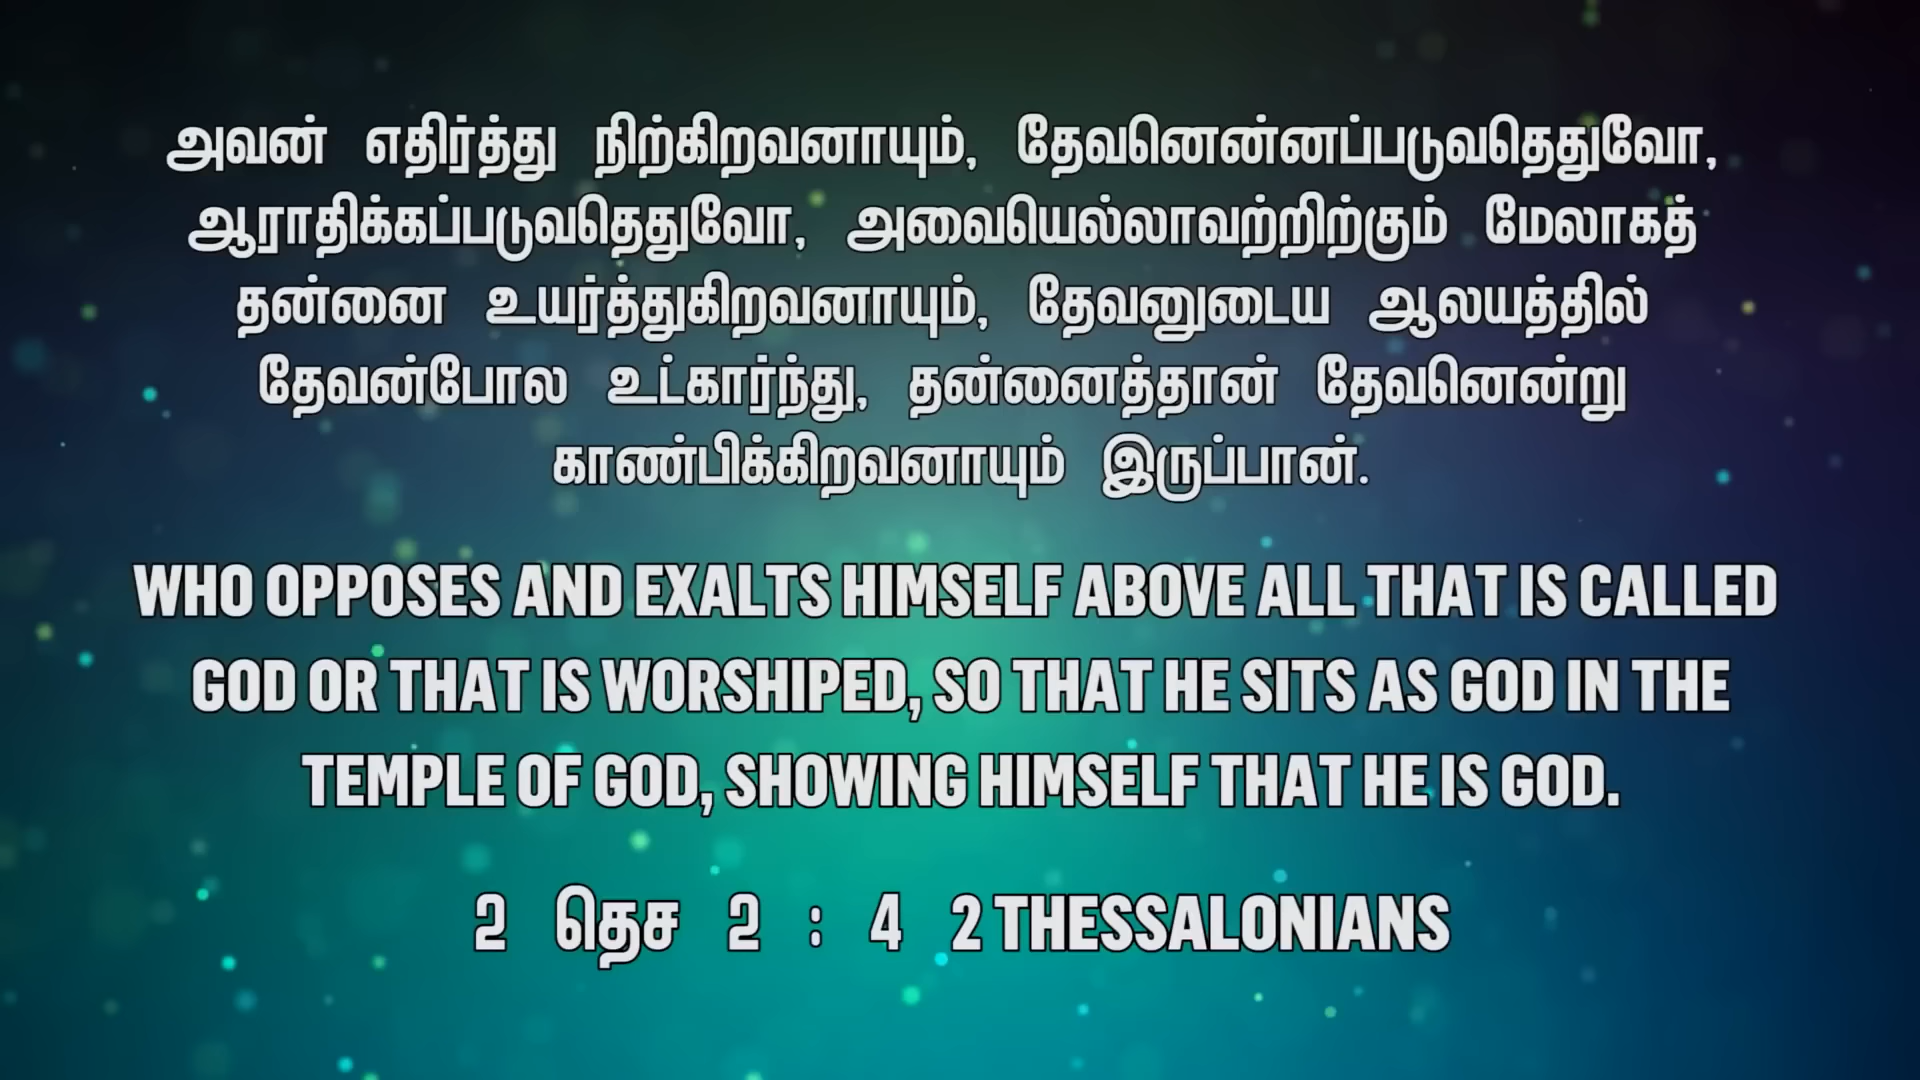 அவன் எதிர்த்து நிற்கிறவனாயும், தேவனென்னப்படுவதெதுவோ,
ஆராதிக்கப்படுவதெதுவோ, அவையெல்லாவற்றிற்கும் மேலாகத்
தன்னை உயர்த்துகிறவனாயும், தேவனுடைய ஆலயத்தில்
தேவன்போல உட்கார்ந்து, தன்னைத்தான் தேவனென்று
காண்பிக்கிறவனாயும் இருப்பான்.
WHO OPPOSES AND EXALTS HIMSELF ABOVE ALL THAT IS CALLED
GOD OR THAT IS WORSHIPED, SO THAT HE SITS AS GOD IN THE
TEMPLE OF GOD, SHOWING HIMSELF THAT HE IS GOD.
2 தெச 2 : 4 2 THESSALONIANS